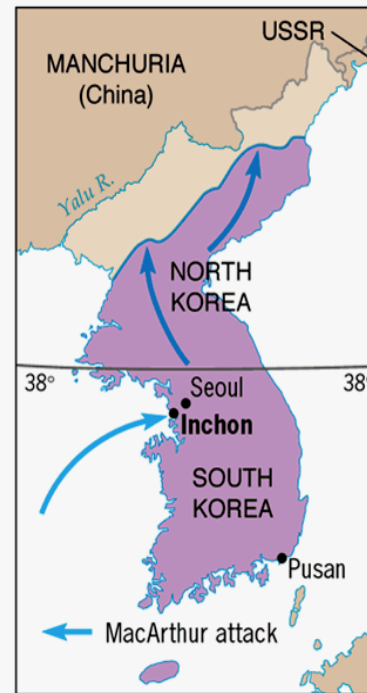 USSR
MANCHURIA
(China)
Yalu R.
NORTH
KOREA
38°
38°
Seoul
Inchon
SOUTH
KOREA
Pusan
MacArthur attack